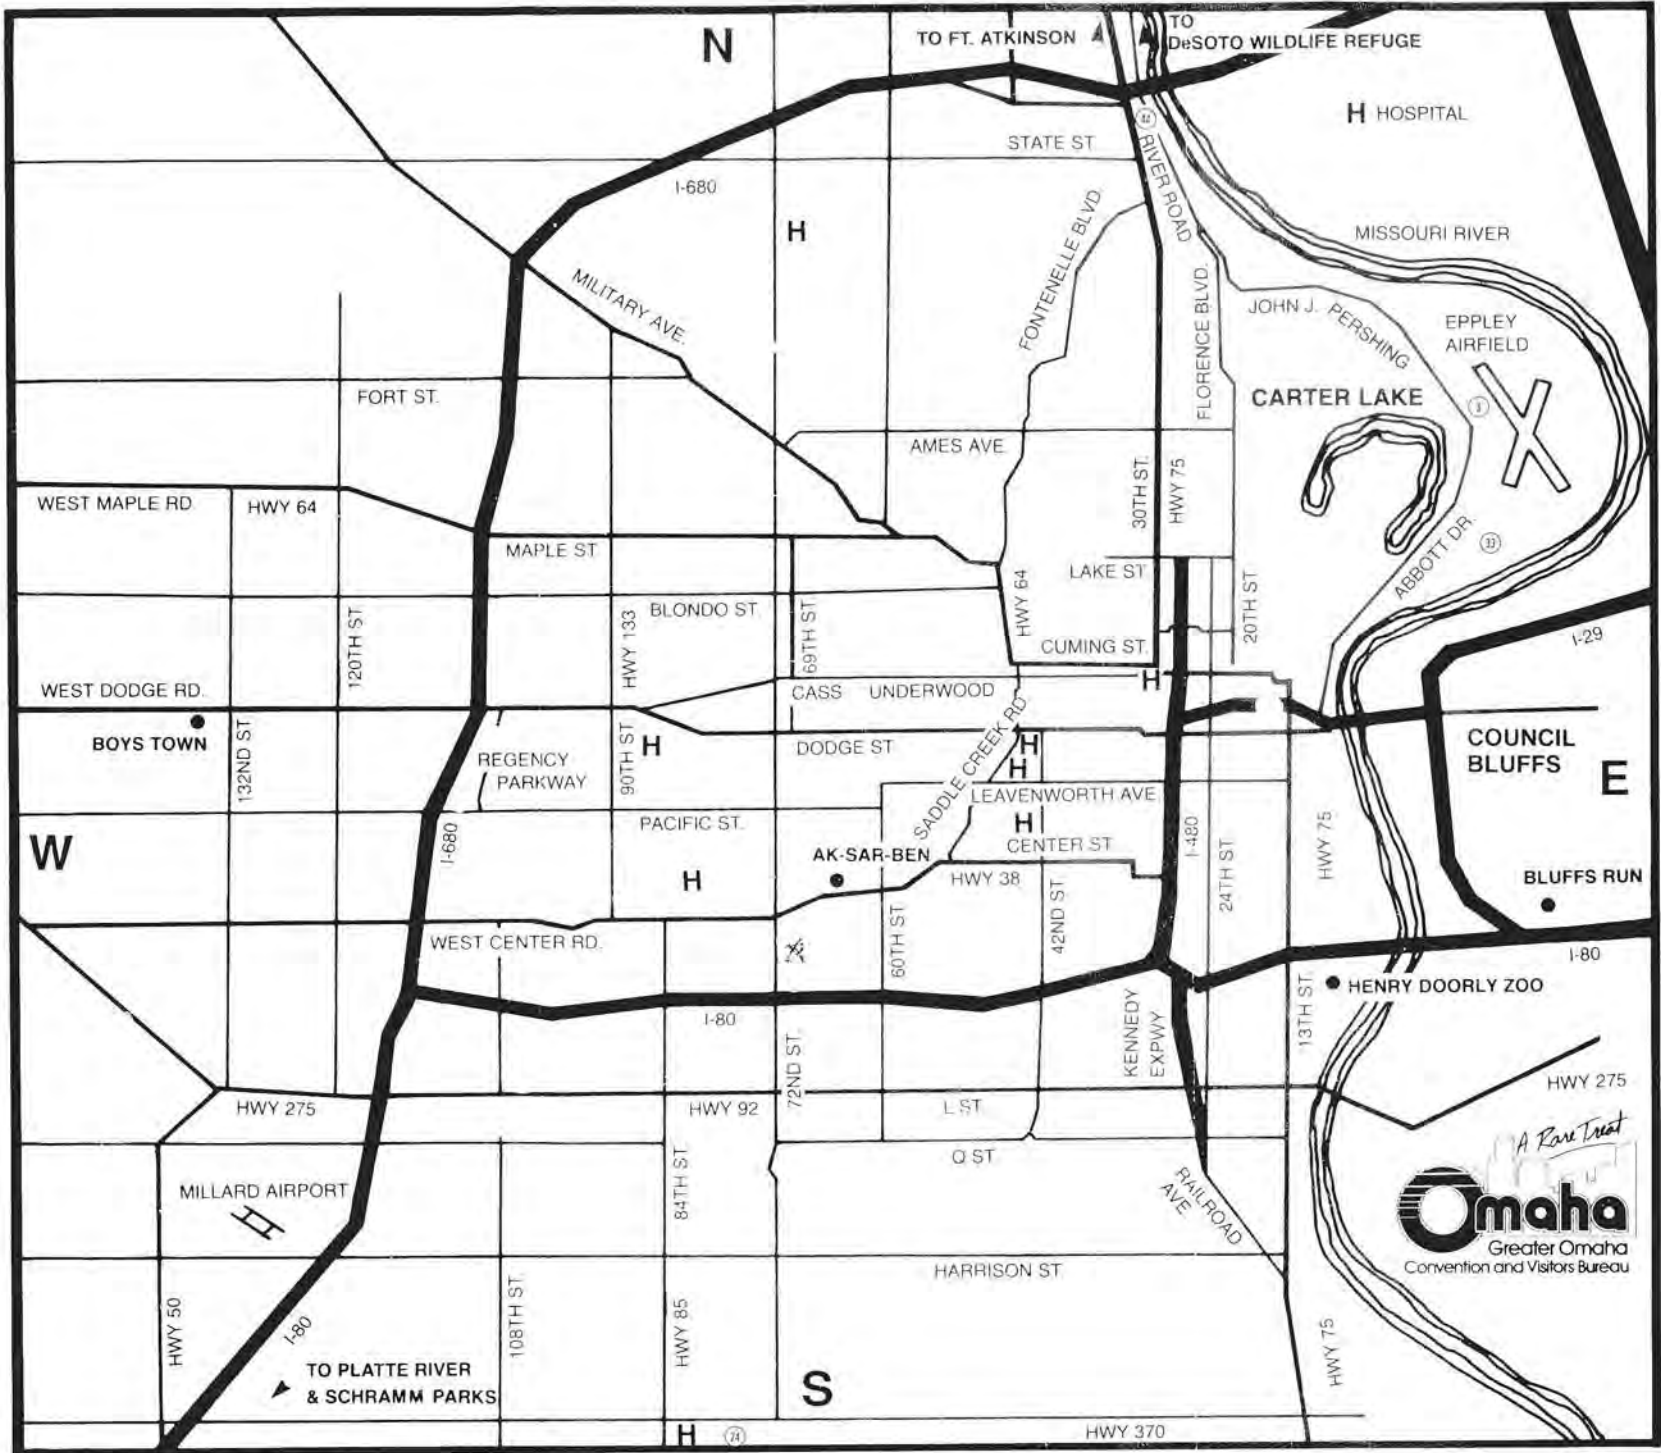 N
TO FT. ATKINSON
TO
DeSOTO WILDLIFE REFUGE
H HOSPITAL
STATE ST.
RIVER ROAD
I-680
H
FONTENELLE BLVD.
MISSOURI RIVER
MILITARY AVE.
FLORENCE BLVD.
JOHN J. PERSHING
EPPLEY
AIRFIELD
FORT ST.
CARTER LAKE
3
AMES AVE.
30TH ST.
HWY 75
WEST MAPLE RD.
HWY 64
MAPLE ST.
ABBOTT DR.
33
LAKE ST.
HWY 64
20TH ST.
BLONDO ST.
120TH ST.
HWY 133
69TH ST.
CUMING ST.
I-29
WEST DODGE RD.
CASS
UNDERWOOD
H
BOYS TOWN
132ND ST.
REGENCY
PARKWAY
90TH ST.
H
DODGE ST.
SADDLE CREEK RD.
H
H
COUNCIL
BLUFFS
E
LEAVENWORTH AVE
W
I-680
PACIFIC ST.
H
CENTER ST.
I-480
24TH ST.
HWY 75
AK-SAR-BEN
H
HWY 38
BLUFFS RUN
WEST CENTER RD.
60TH ST.
42ND ST.
I-80
I-80
KENNEDY
EXPWY
13TH ST.
HENRY DOORLY ZOO
72ND ST.
HWY 275
HWY 92
L ST.
HWY 275
A Rare Treat
Q ST.
MILLARD AIRPORT
84TH ST.
RAILROAD
AVE.
Omaha
Greater Omaha
Convention and Visitors Bureau
HARRISON ST.
HWY 50
I-80
108TH ST.
HWY 85
HWY 75
TO PLATTE RIVER
& SCHRAMM PARKS
S
H
24
HWY 370